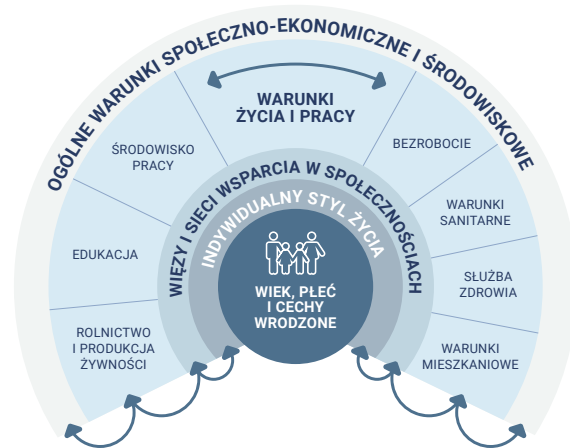 OGÓLNE WARUNKI SPOŁECZNO-EKONOMICZNE I ŚRODOWISKOWE
WARUNKI
ŻYCIA I PRACY
ROLNICTWO
I PRODUKCJA
ŻYWNOŚCI
EDUKACJA
ŚRODOWISKO
PRACY
BEZROBOCIE
WARUNKI
SANITARNE
SŁUŻBA
ZDROWIA
WARUNKI
MIESZKANIOWE
WIĘZY I SIECI WSPARCIA W SPOŁECZNOŚCIACH
INDYWIDUALNY STYL ŻYCIA
WIEK, PŁEĆ
I CECHY
WRODZONE